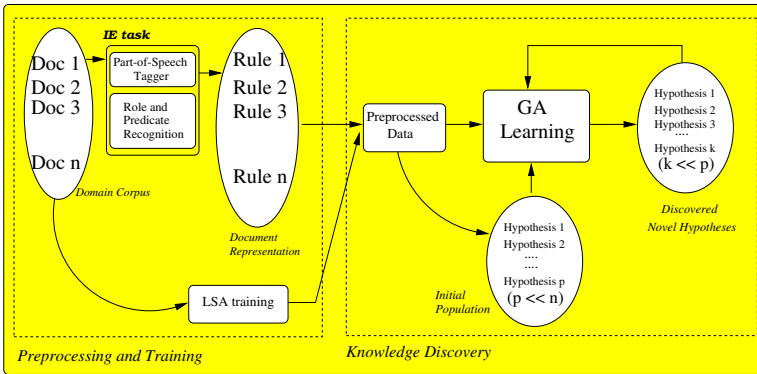 IE task
Doc 1
Doc 2
Doc 3
Doc n
Domain Corpus
Part-of-Speech
Tagger
Role and
Predicate
Recognition
Rule 1
Rule 2
Rule 3
Rule n
Document
Representation
LSA training
Preprocessing and Training
Preprocessed
Data
GA
Learning
Hypothesis 1
Hypothesis 2
Hypothesis 3
....
Hypothesis k
(k << p)
Discovered
Novel Hypotheses
Hypothesis 1
Hypothesis 2
....
....
Hypothesis p
(p << n)
Initial
Population
Knowledge Discovery